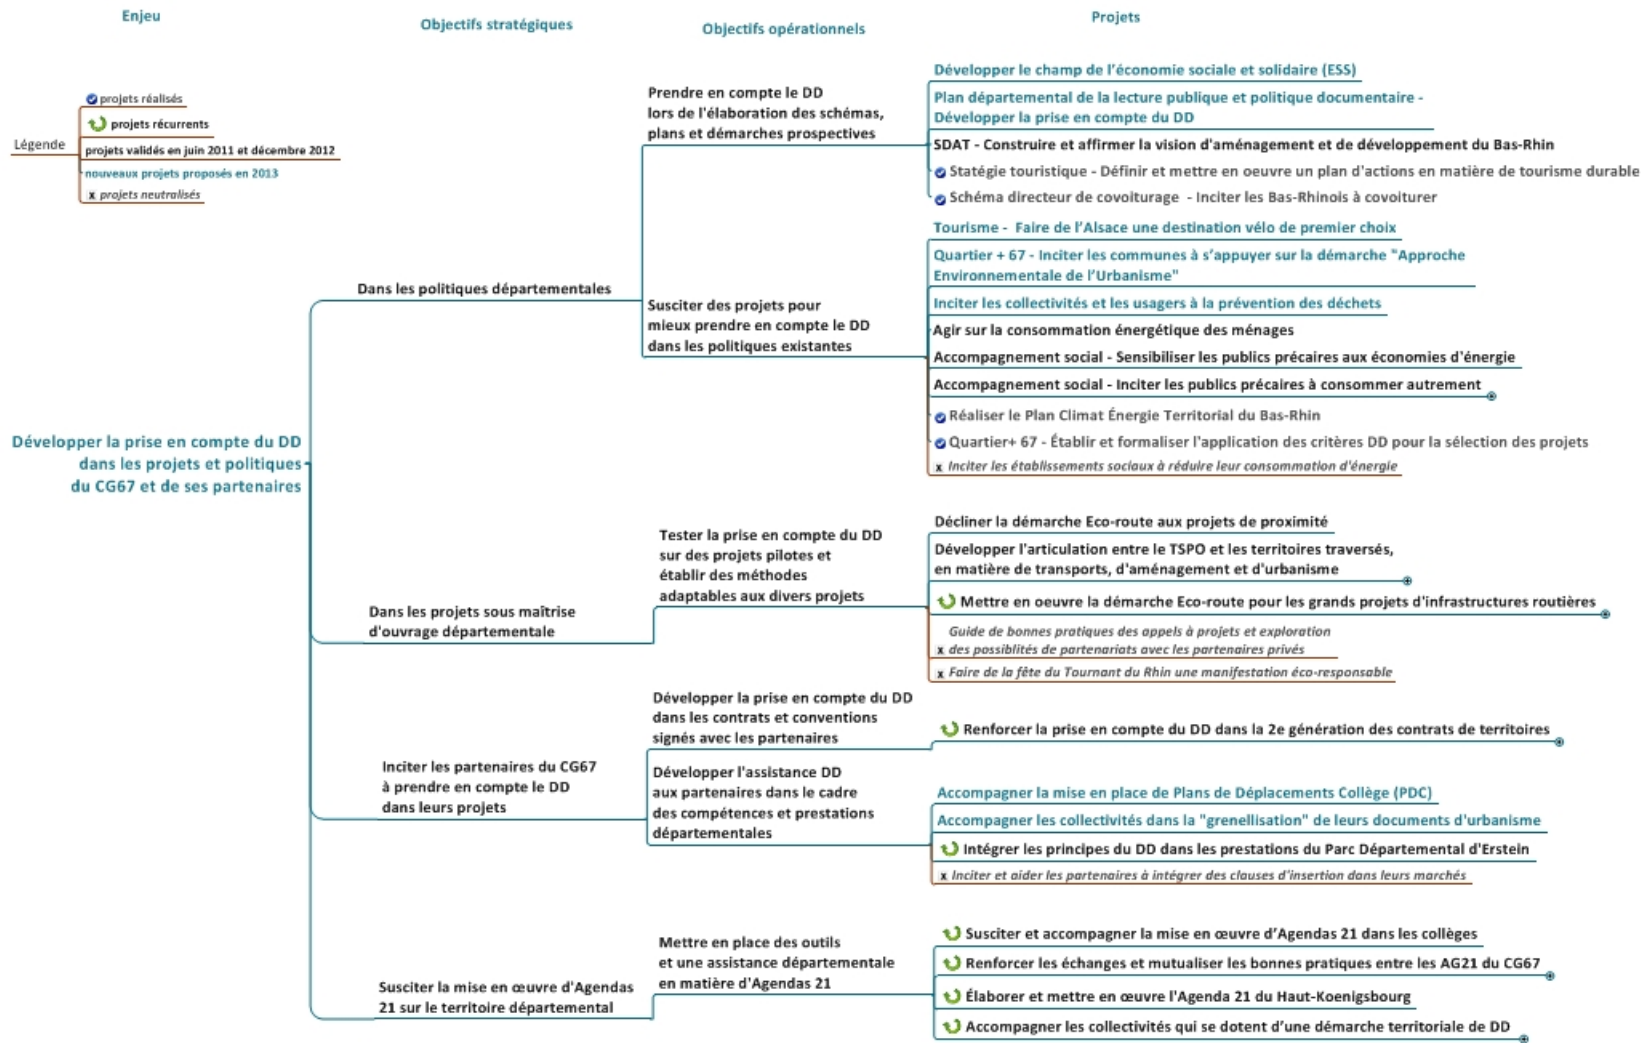 Enjeu
Objectifs stratégiques
Objectifs opérationnels
Projets
Légende
projets réalisés
projets récurrents
projets validés en juin 2011 et décembre 2012
nouveaux projets proposés en 2013
x projets neutralisés
Développer la prise en compte du DD
dans les projets et politiques
du CG67 et de ses partenaires
Dans les politiques départementales
Prendre en compte le DD
lors de l'élaboration des schémas,
plans et démarches prospectives
Développer le champ de l’économie sociale et solidaire (ESS)
Plan départemental de la lecture publique et politique documentaire -
Développer la prise en compte du DD
SDAT - Construire et affirmer la vision d'aménagement et de développement du Bas-Rhin
Statégie touristique - Définir et mettre en oeuvre un plan d'actions en matière de tourisme durable
Schéma directeur de covoiturage - Inciter les Bas-Rhinois à covoiturer
Susciter des projets pour
mieux prendre en compte le DD
dans les politiques existantes
Tourisme - Faire de l’Alsace une destination vélo de premier choix
Quartier + 67 - Inciter les communes à s’appuyer sur la démarche "Approche
Environnementale de l’Urbanisme"
Inciter les collectivités et les usagers à la prévention des déchets
Agir sur la consommation énergétique des ménages
Accompagnement social - Sensibiliser les publics précaires aux économies d'énergie
Accompagnement social - Inciter les publics précaires à consommer autrement
Réaliser le Plan Climat Énergie Territorial du Bas-Rhin
Quartier+ 67 - Établir et formaliser l'application des critères DD pour la sélection des projets
x Inciter les établissements sociaux à réduire leur consommation d'énergie
Dans les projets sous maîtrise
d'ouvrage départementale
Tester la prise en compte du DD
sur des projets pilotes et
établir des méthodes
adaptables aux divers projets
Décliner la démarche Eco-route aux projets de proximité
Développer l'articulation entre le TSPO et les territoires traversés,
en matière de transports, d'aménagement et d'urbanisme
Mettre en oeuvre la démarche Eco-route pour les grands projets d'infrastructures routières
Guide de bonnes pratiques des appels à projets et exploration
x des possiblités de partenariats avec les partenaires privés
x Faire de la fête du Tournant du Rhin une manifestation éco-responsable
Inciter les partenaires du CG67
à prendre en compte le DD
dans leurs projets
Développer la prise en compte du DD
dans les contrats et conventions
signés avec les partenaires
Renforcer la prise en compte du DD dans la 2e génération des contrats de territoires
Développer l'assistance DD
aux partenaires dans le cadre
des compétences et prestations
départementales
Accompagner la mise en place de Plans de Déplacements Collège (PDC)
Accompagner les collectivités dans la "grenellisation" de leurs documents d'urbanisme
Intégrer les principes du DD dans les prestations du Parc Départemental d'Erstein
x Inciter et aider les partenaires à intégrer des clauses d'insertion dans leurs marchés
Susciter la mise en œuvre d'Agendas
21 sur le territoire départemental
Mettre en place des outils
et une assistance départementale
en matière d'Agendas 21
Susciter et accompagner la mise en œuvre d’Agendas 21 dans les collèges
Renforcer les échanges et mutualiser les bonnes pratiques entre les AG21 du CG67
Élaborer et mettre en œuvre l'Agenda 21 du Haut-Koenigsbourg
Accompagner les collectivités qui se dotent d’une démarche territoriale de DD